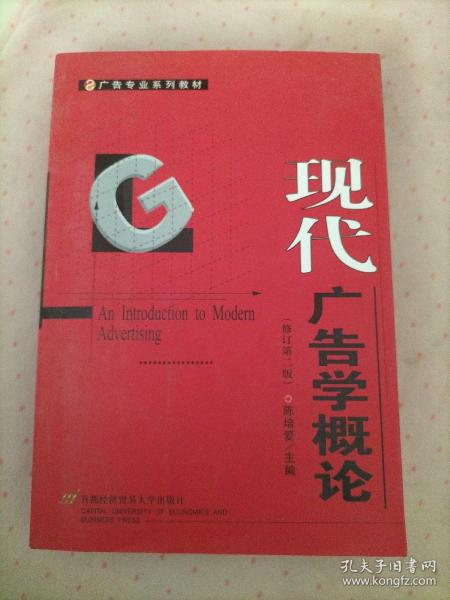 广告专业系列教材
G
现代
广告学概论
An Introduction to Modern
Advertising
(修订第二版)
陈培爱/主编
首都经济贸易大学出版社
CAPITAL UNIVERSITY OF ECONOMICS AND
BUSINESS PRESS
孔夫子旧书网
www.kongfz.com